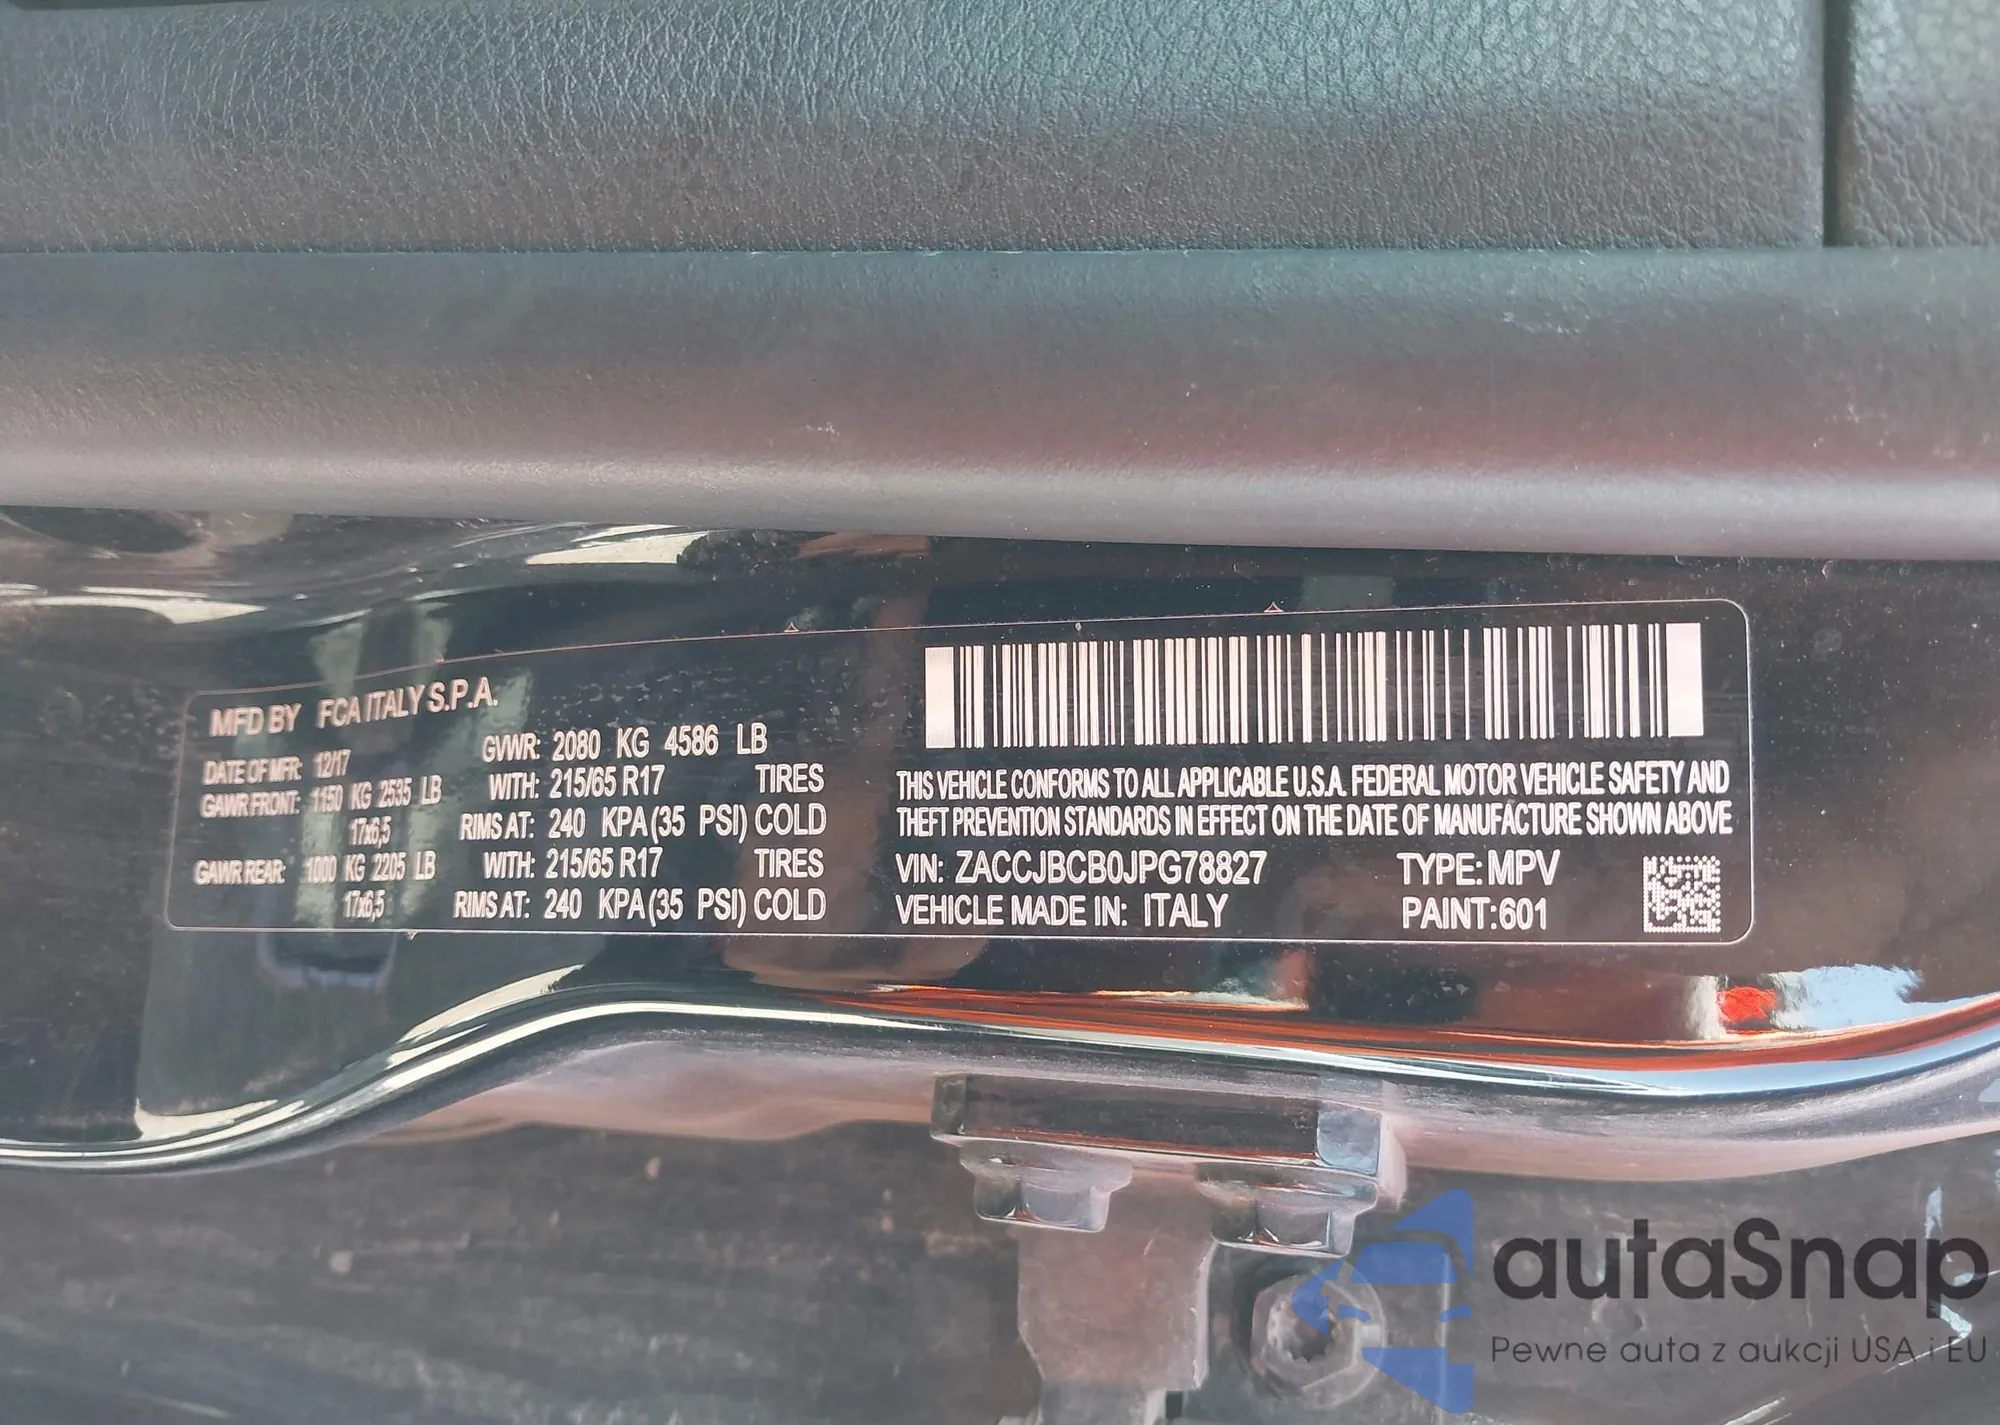 MFD BY FCA ITALY S.P.A.
DATE OF MFR: 12/17
GAWR FRONT: 1150 KG 2535 LB
17x6,5
GAWR REAR: 1000 KG 2205 LB
17x6,5
GVWR: 2080 KG 4586 LB
WITH: 215/65 R17 TIRES
RIMS AT: 240 KPA (35 PSI) COLD
WITH: 215/65 R17 TIRES
RIMS AT: 240 KPA (35 PSI) COLD
THIS VEHICLE CONFORMS TO ALL APPLICABLE U.S.A. FEDERAL MOTOR VEHICLE SAFETY AND
THEFT PREVENTION STANDARDS IN EFFECT ON THE DATE OF MANUFACTURE SHOWN ABOVE
VIN: ZACCJBCB0JPG78827 TYPE: MPV
VEHICLE MADE IN: ITALY PAINT: 601
autaSnap
Pewne auta z aukcji USA i EU